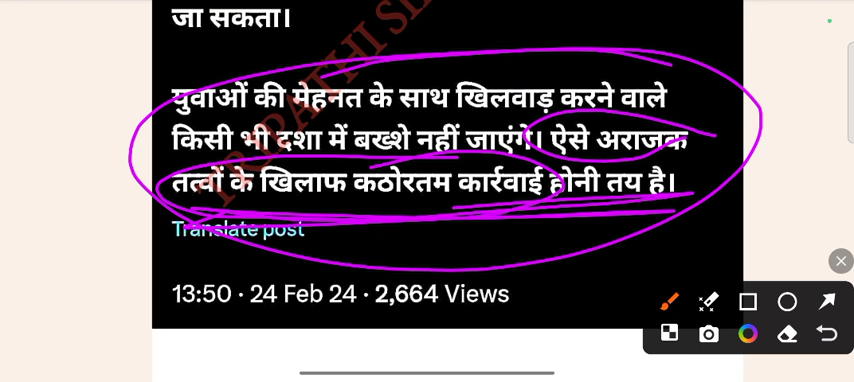 जा सकता।
युवाओं की मेहनत के साथ खिलवाड़ करने वाले
किसी भी दशा में बख्शे नहीं जाएंगे। ऐसे अराजक
तत्वों के खिलाफ कठोरतम कार्रवाई होनी तय है।
Translate post
13:50 · 24 Feb 24 · 2,664 Views
TRIPATHI